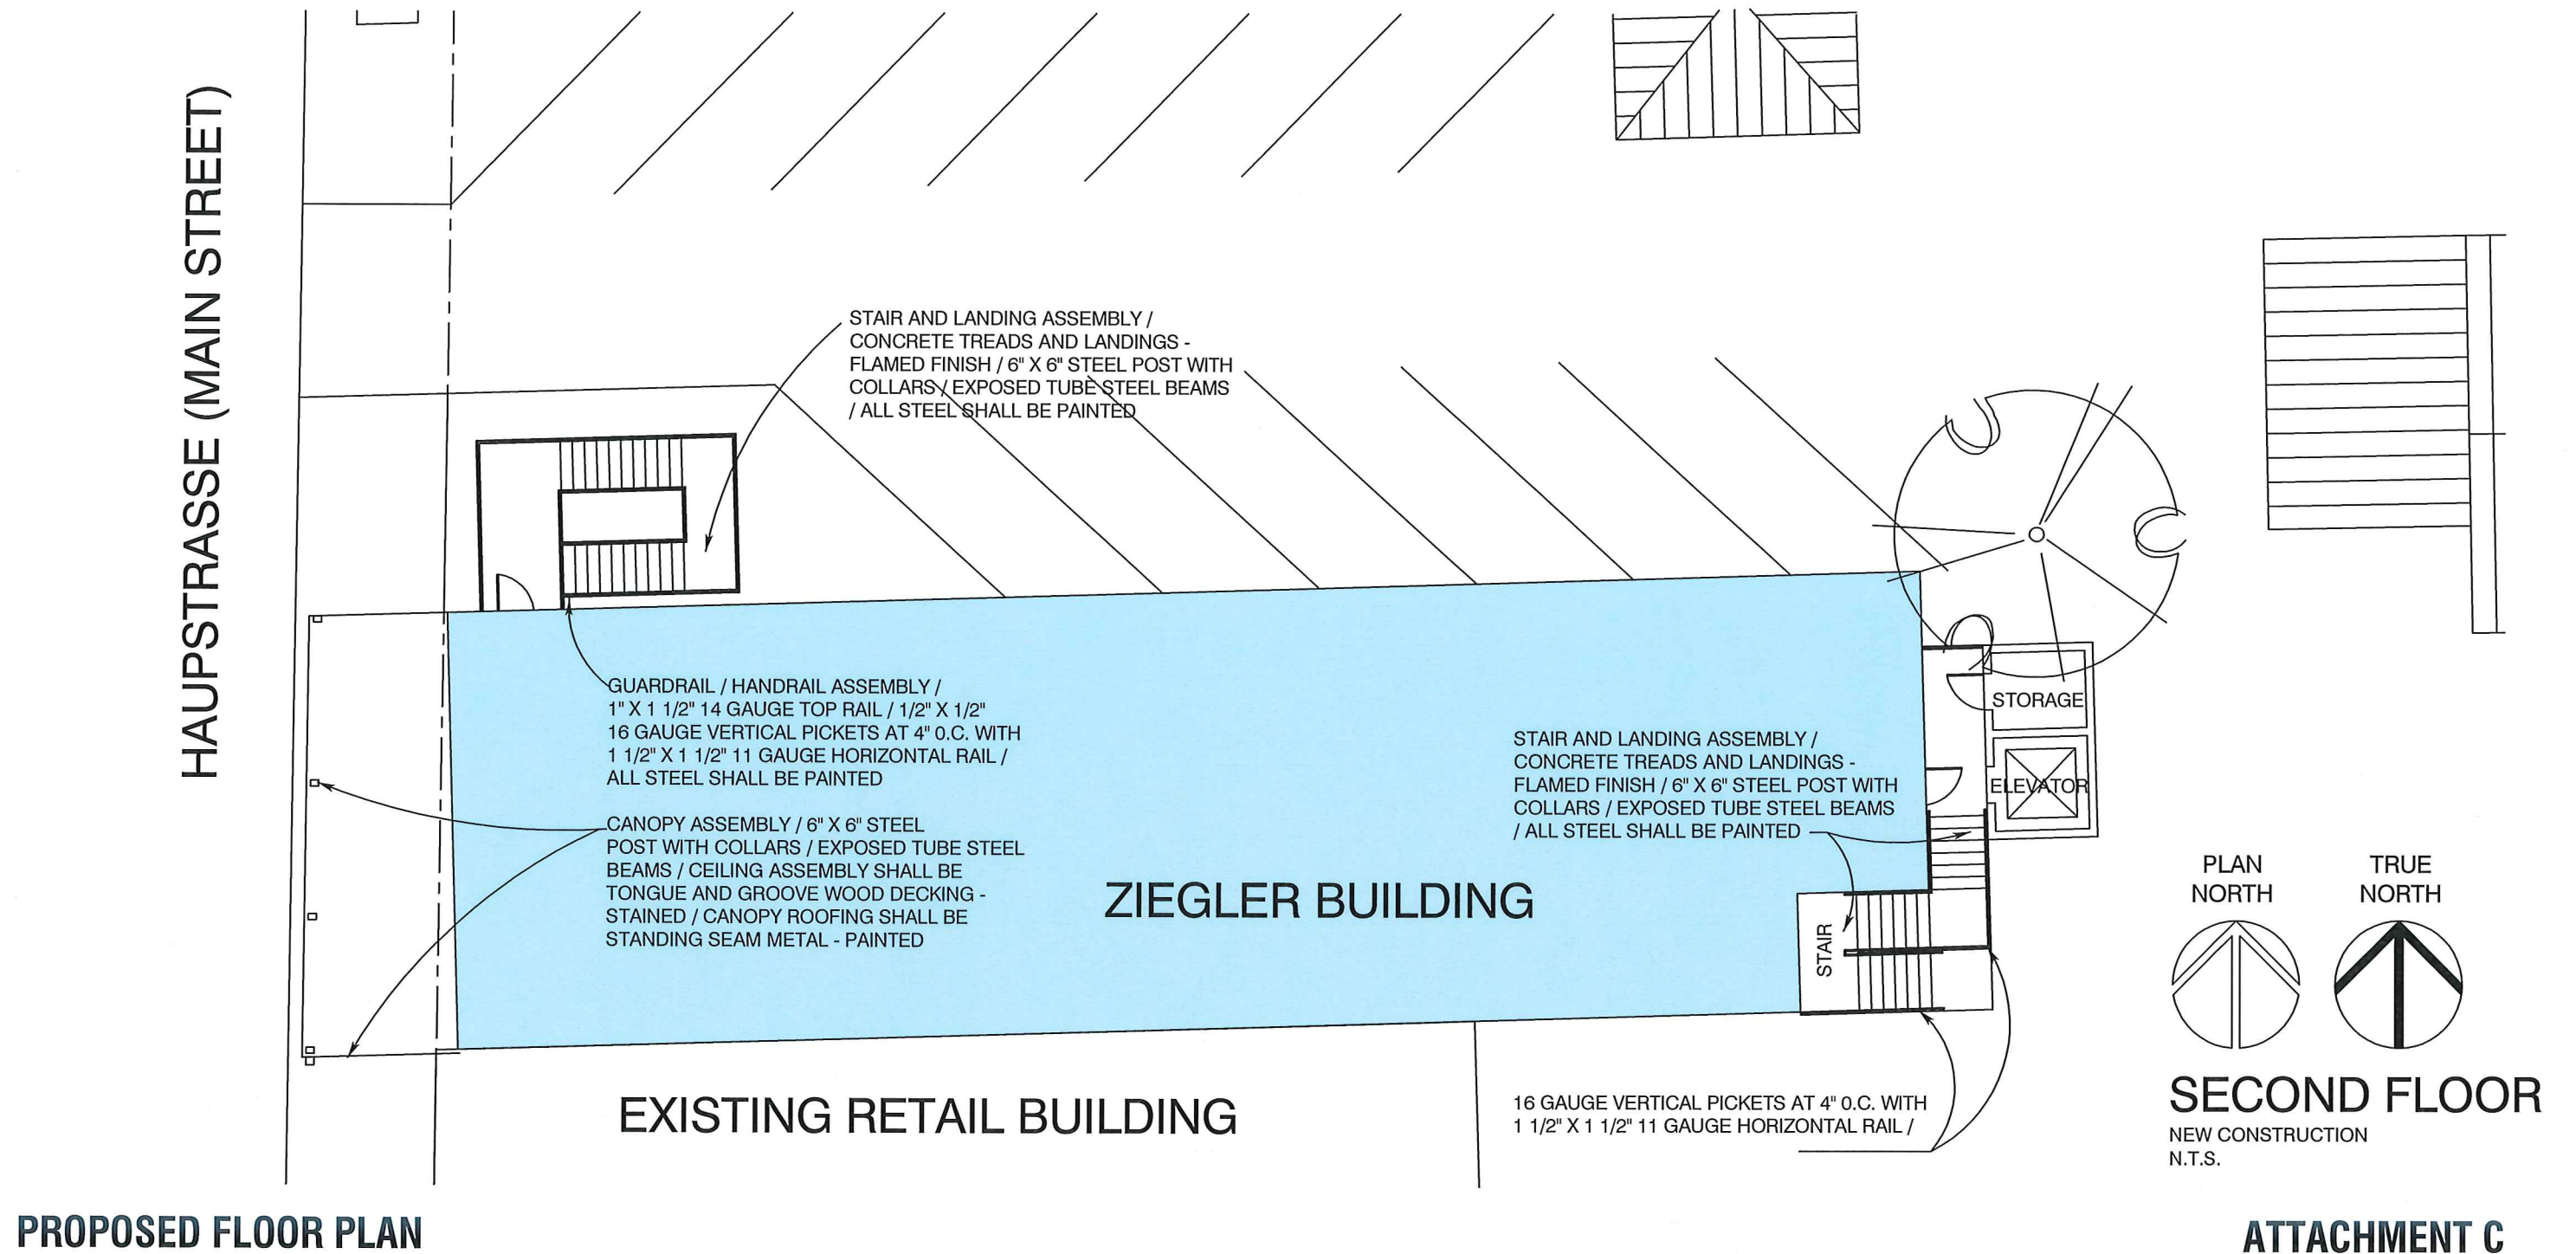 HAUPSTRASSE (MAIN STREET)
STAIR AND LANDING ASSEMBLY /
CONCRETE TREADS AND LANDINGS -
FLAMED FINISH / 6" X 6" STEEL POST WITH
COLLARS / EXPOSED TUBE STEEL BEAMS
/ ALL STEEL SHALL BE PAINTED
GUARDRAIL / HANDRAIL ASSEMBLY /
1" X 1 1/2" 14 GAUGE TOP RAIL / 1/2" X 1/2"
16 GAUGE VERTICAL PICKETS AT 4" O.C. WITH
1 1/2" X 1 1/2" 11 GAUGE HORIZONTAL RAIL /
ALL STEEL SHALL BE PAINTED
CANOPY ASSEMBLY / 6" X 6" STEEL
POST WITH COLLARS / EXPOSED TUBE STEEL
BEAMS / CEILING ASSEMBLY SHALL BE
TONGUE AND GROOVE WOOD DECKING -
STAINED / CANOPY ROOFING SHALL BE
STANDING SEAM METAL - PAINTED
STAIR AND LANDING ASSEMBLY /
CONCRETE TREADS AND LANDINGS -
FLAMED FINISH / 6" X 6" STEEL POST WITH
COLLARS / EXPOSED TUBE STEEL BEAMS
/ ALL STEEL SHALL BE PAINTED
STORAGE
ELEVATOR
ZIEGLER BUILDING
STAIR
EXISTING RETAIL BUILDING
16 GAUGE VERTICAL PICKETS AT 4" O.C. WITH
1 1/2" X 1 1/2" 11 GAUGE HORIZONTAL RAIL /
PLAN
NORTH
TRUE
NORTH
SECOND FLOOR
NEW CONSTRUCTION
N.T.S.
PROPOSED FLOOR PLAN
ATTACHMENT C